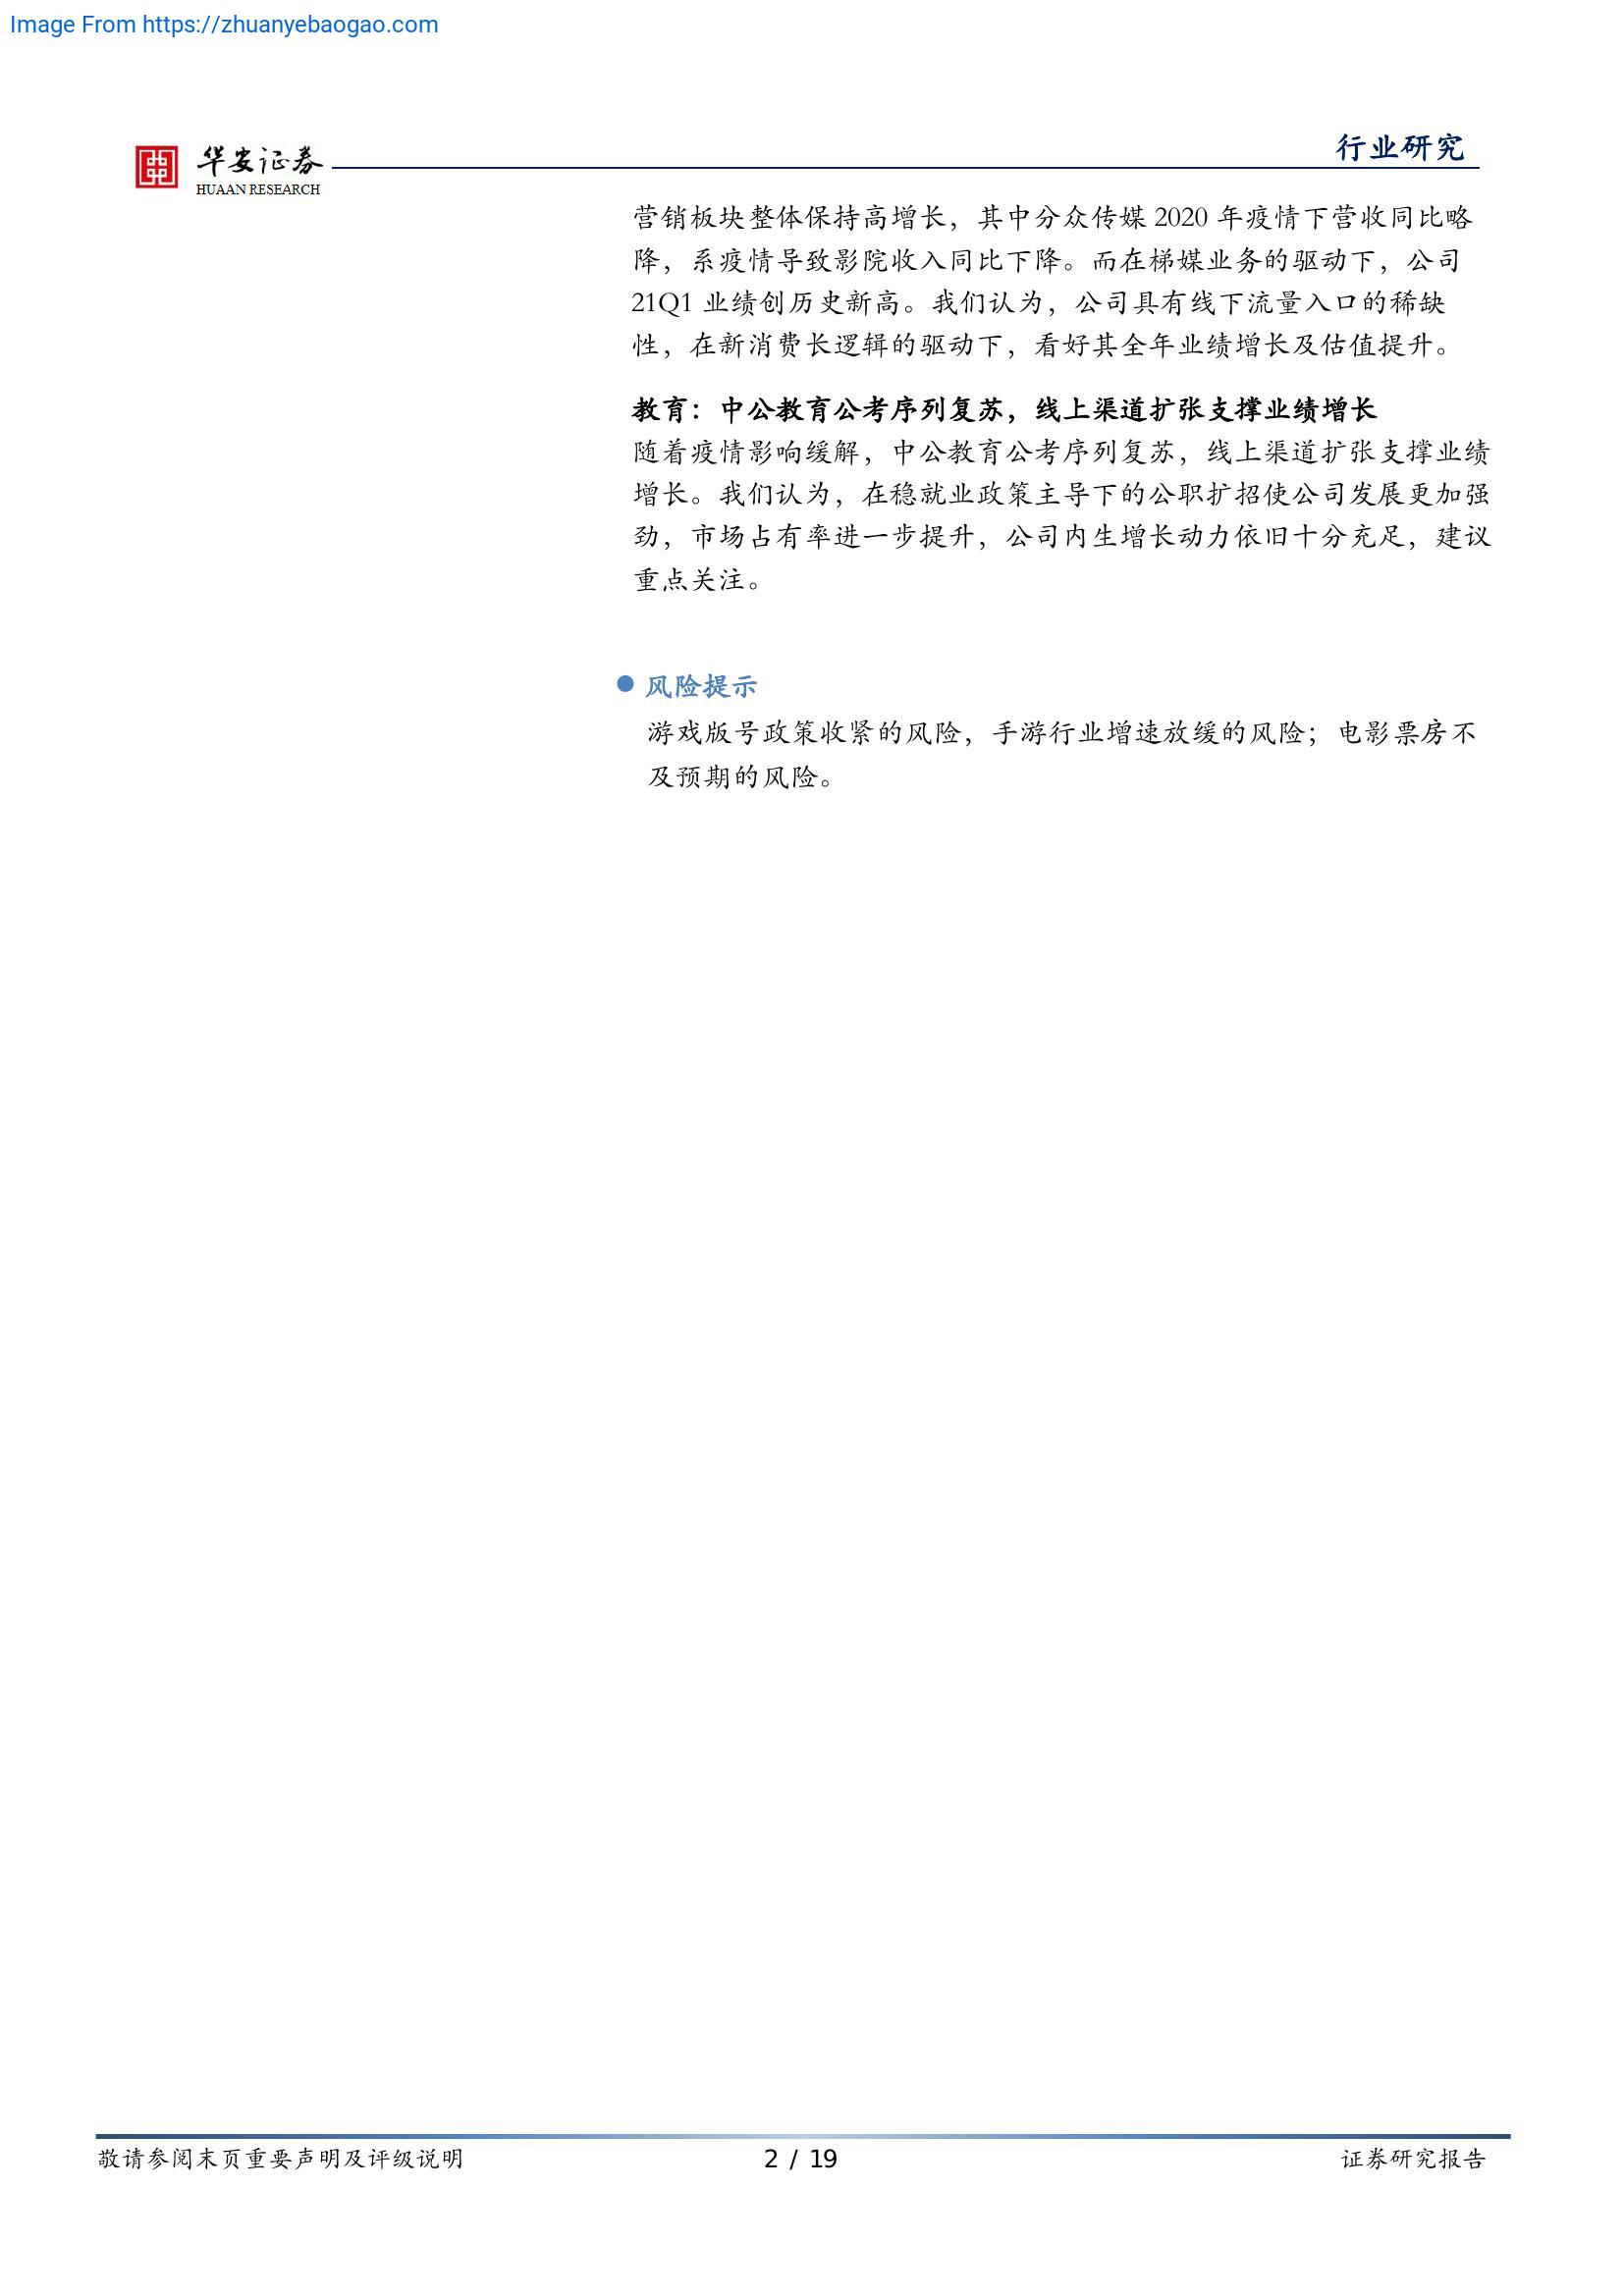 Image From https://zhuanyebaogao.com
华安证券
HUAAN RESEARCH
行业研究
营销板块整体保持高增长，其中分众传媒 2020 年疫情下营收同比略
降，系疫情导致影院收入同比下降。而在梯媒业务的驱动下，公司
21Q1 业绩创历史新高。我们认为，公司具有线下流量入口的稀缺
性，在新消费长逻辑的驱动下，看好其全年业绩增长及估值提升。
教育：中公教育公考序列复苏，线上渠道扩张支撑业绩增长
随着疫情影响缓解，中公教育公考序列复苏，线上渠道扩张支撑业绩
增长。我们认为，在稳就业政策主导下的公职扩招使公司发展更加强
劲，市场占有率进一步提升，公司内生增长动力依旧十分充足，建议
重点关注。
风险提示
游戏版号政策收紧的风险，手游行业增速放缓的风险；电影票房不
及预期的风险。
敬请参阅末页重要声明及评级说明
2 / 19
证券研究报告